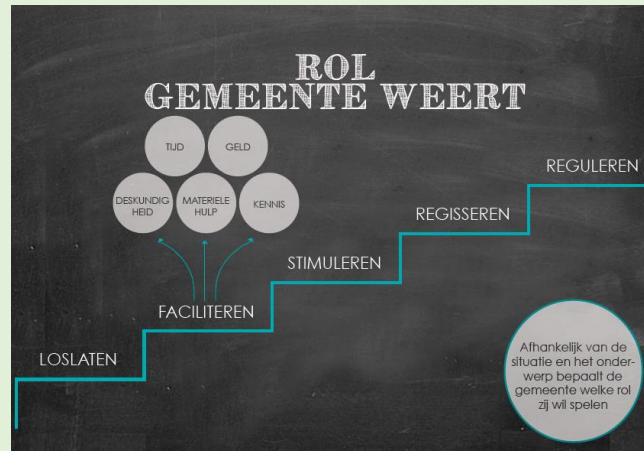 ROL
GEMEENTE WEERT
TIJD
GELD
DESKUNDIG
HEID
MATERIELE
HULP
KENNIS
REGULEREN
REGISSEREN
STIMULEREN
FACILITEREN
LOSLATEN
Afhankelijk van de
situatie en het onder-
werp bepaalt de
gemeente welke rol
zij wil spelen